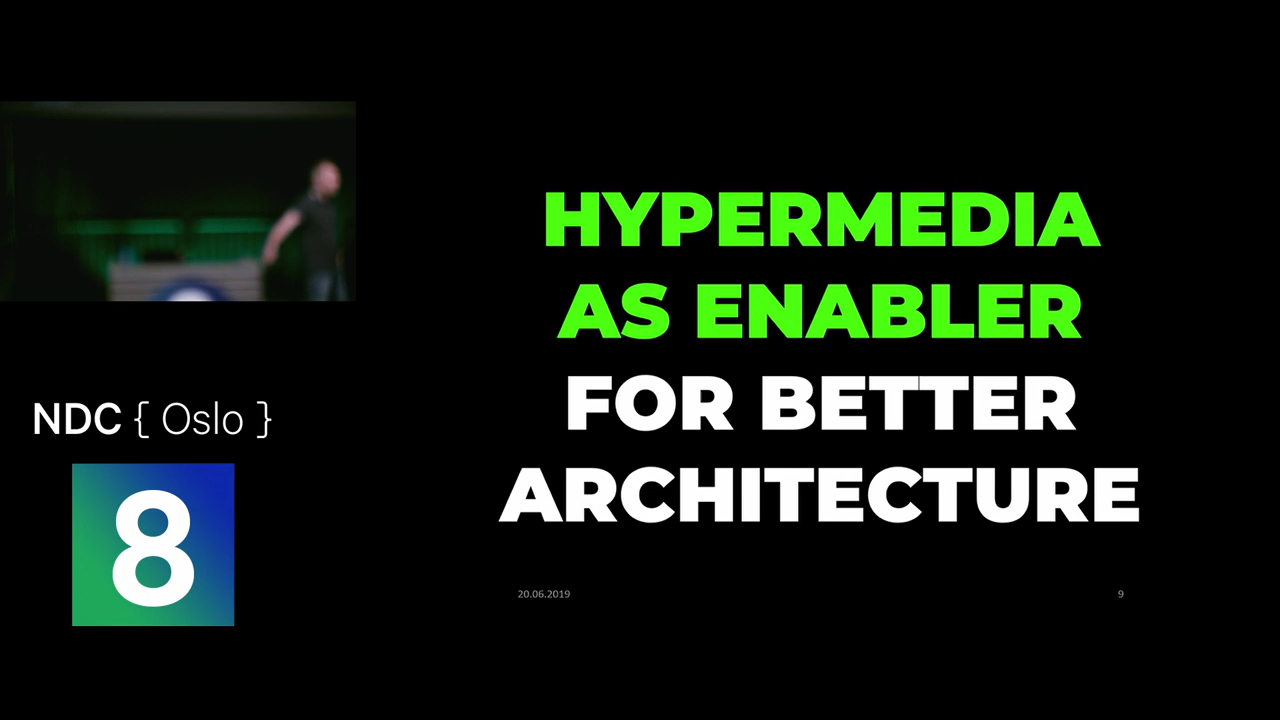 HYPERMEDIA
AS ENABLER
FOR BETTER
ARCHITECTURE
20.06.2019
9
NDC { Oslo }
8